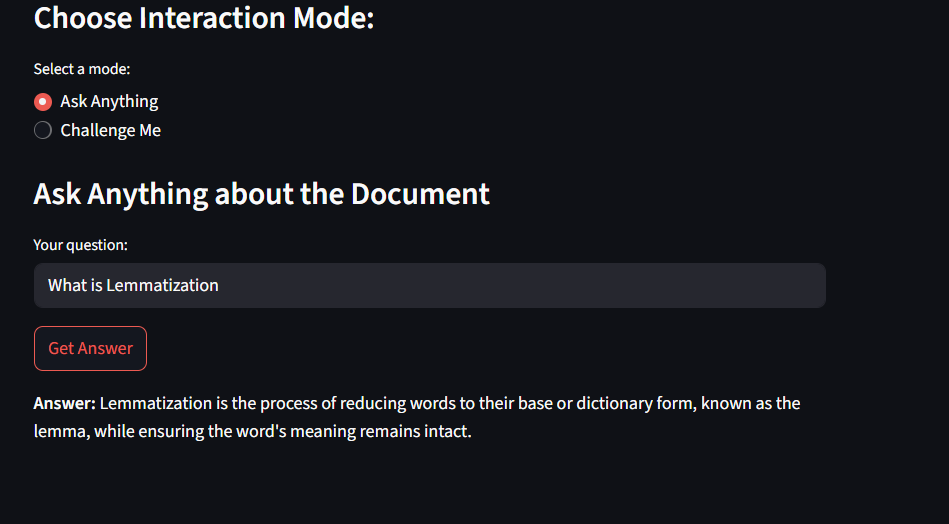 Choose Interaction Mode:
Select a mode:
Ask Anything
Challenge Me
Ask Anything about the Document
Your question:
What is Lemmatization
Get Answer
Answer: Lemmatization is the process of reducing words to their base or dictionary form, known as the
lemma, while ensuring the word's meaning remains intact.